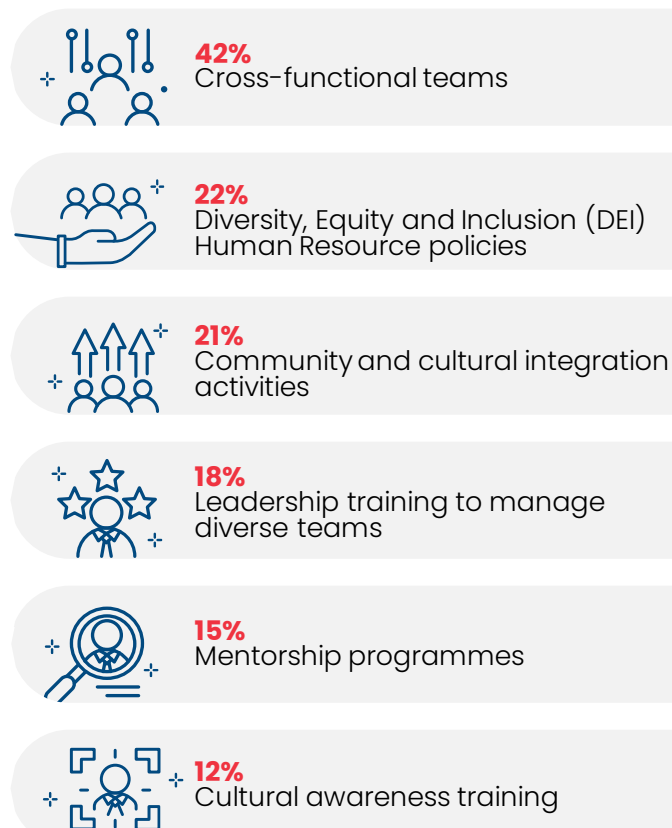 42%
Cross-functional teams
22%
Diversity, Equity and Inclusion (DEI)
Human Resource policies
21%
Community and cultural integration
activities
18%
Leadership training to manage
diverse teams
15%
Mentorship programmes
12%
Cultural awareness training